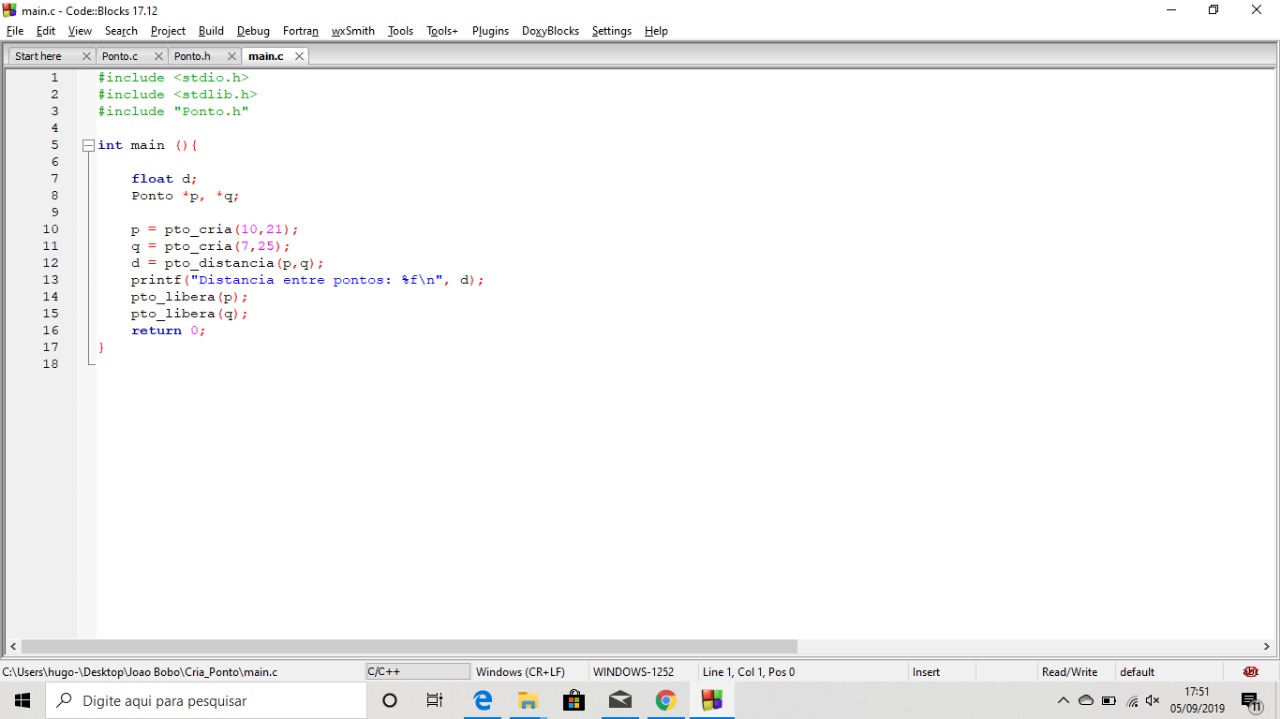 main.c - Code::Blocks 17.12
File Edit View Search Project Build Debug Fortran wxSmith Tools Tools+ Plugins DoxyBlocks Settings Help
Start here Ponto.c Ponto.h main.c
1 #include <stdio.h>
2 #include <stdlib.h>
3 #include "Ponto.h"
4
5 int main (){
6
7 float d;
8 Ponto *p, *q;
9
10 p = pto_cria(10,21);
11 q = pto_cria(7,25);
12 d = pto_distancia(p,q);
13 printf("Distancia entre pontos: %f\n", d);
14 pto_libera(p);
15 pto_libera(q);
16 return 0;
17 }
18
C:\Users\hugo-\Desktop\Joao Bobo\Cria_Ponto\main.c C/C++ Windows (CR+LF) WINDOWS-1252 Line 1, Col 1, Pos 0 Insert Read/Write default
Digite aqui para pesquisar
17:51
05/09/2019
11